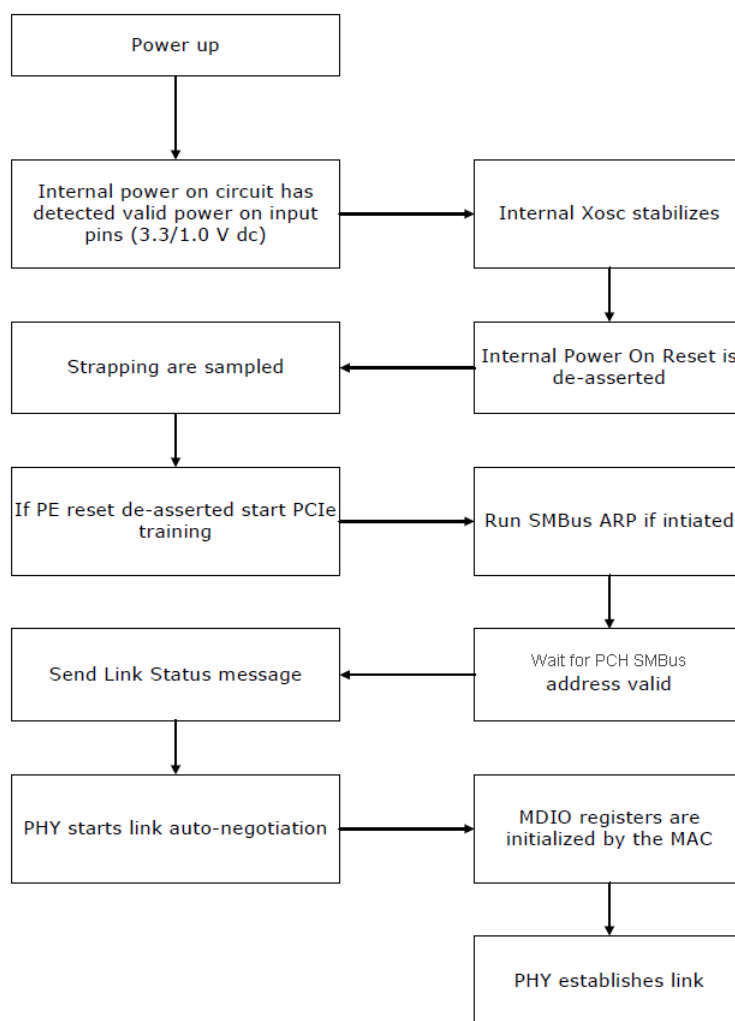 Power up
Internal power on circuit has
detected valid power on input
pins (3.3/1.0 V dc)
Internal Xosc stabilizes
Internal Power On Reset is
de-asserted
Strapping are sampled
If PE reset de-asserted start PCIe
training
Run SMBus ARP if intiated
Wait for PCH SMBus
address valid
Send Link Status message
PHY starts link auto-negotiation
MDIO registers are
initialized by the MAC
PHY establishes link